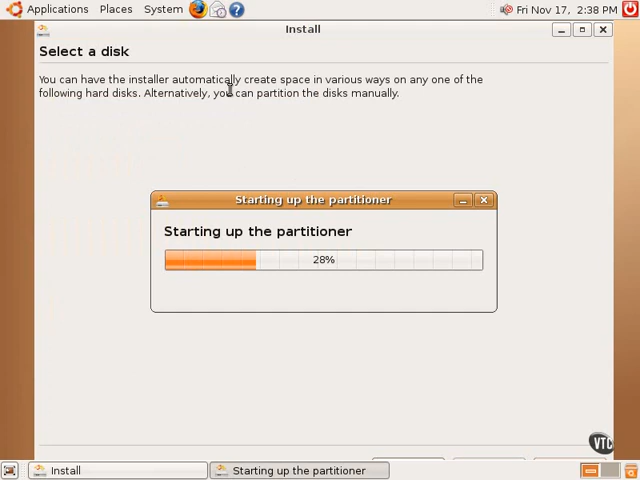 Applications Places System
Fri Nov 17, 2:38 PM
Install
Select a disk
You can have the installer automatically create space in various ways on any one of the
following hard disks. Alternatively, you can partition the disks manually.
Starting up the partitioner
Starting up the partitioner
28%
VTC
Install
Starting up the partitioner